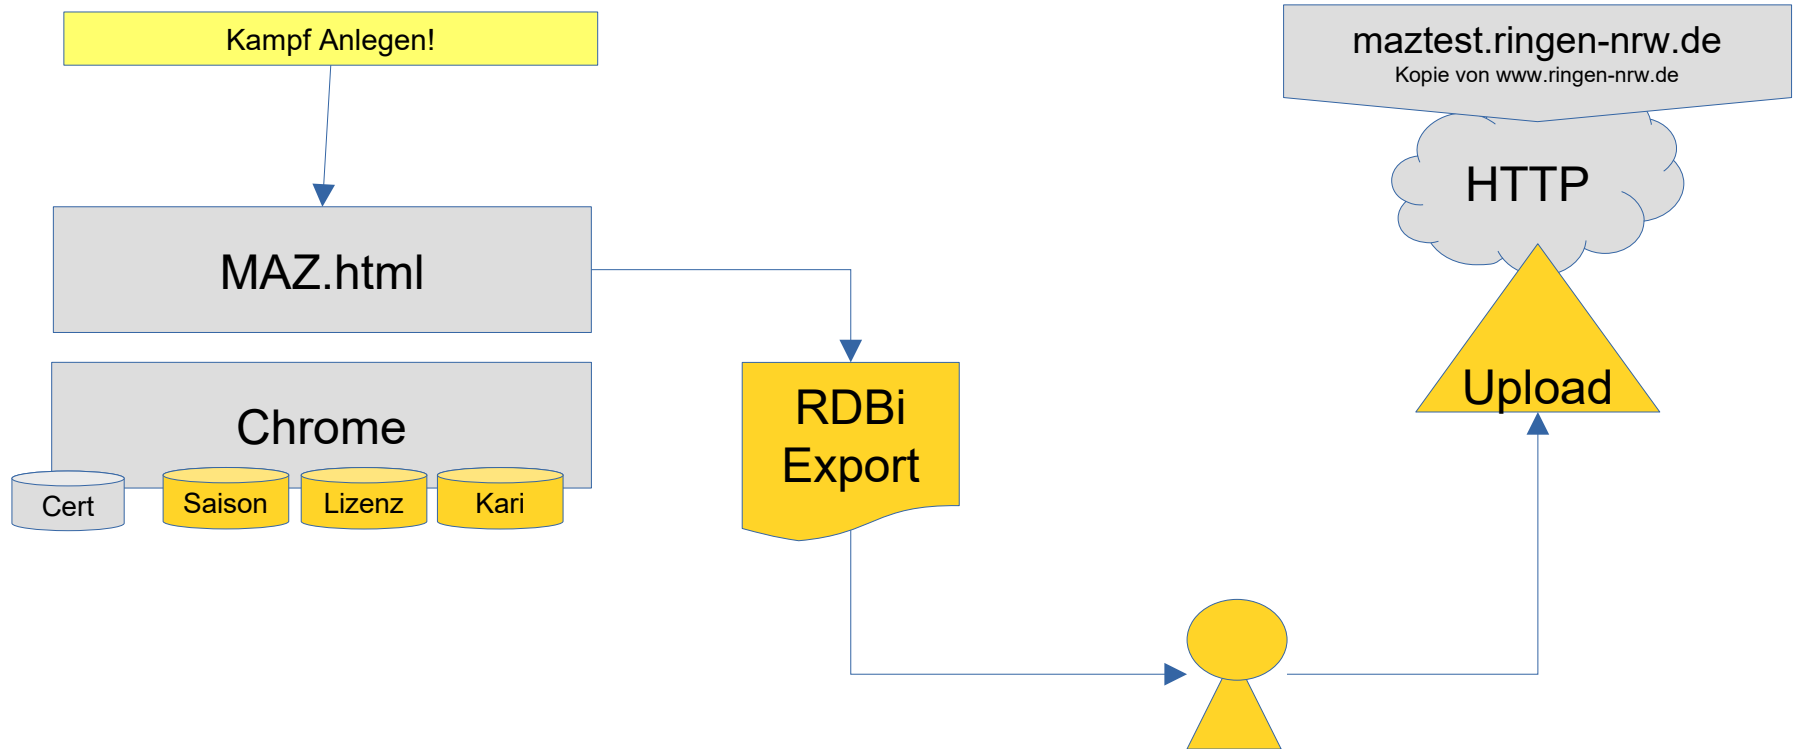 Kampf Anlegen!
maztest.ringen-nrw.de
Kopie von www.ringen-nrw.de
HTTP
MAZ.html
Chrome
Cert
Saison
Lizenz
Kari
RDBi
Export
Upload